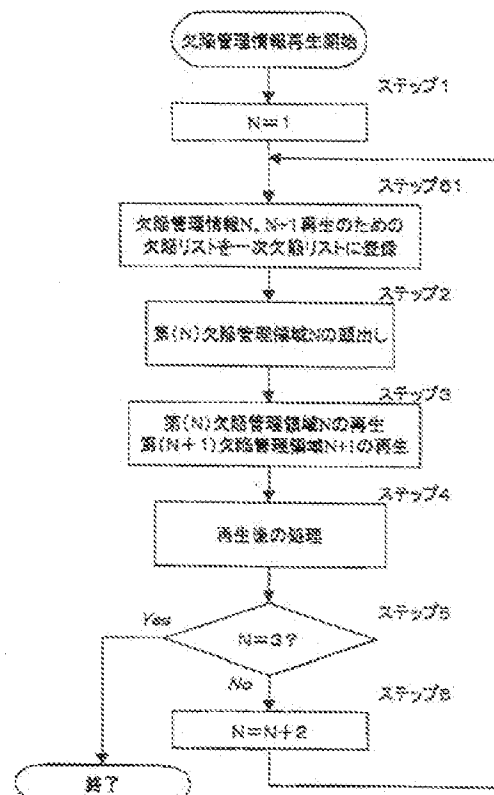 欠陥管理情報再生開始
ステップ1
N=1
ステップ61
欠陥管理情報N、N+1再生のための
欠陥リストを一次欠陥リストに登録
ステップ2
第(N)欠陥管理領域Nの頭出し
ステップ3
第(N)欠陥管理領域Nの再生
第(N+1)欠陥管理領域N+1の再生
ステップ4
再生後の処理
ステップ5
Yes
N=3?
No
ステップ6
N=N+2
終了